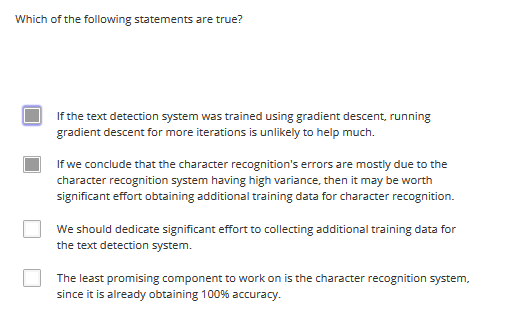 Which of the following statements are true?
If the text detection system was trained using gradient descent, running
gradient descent for more iterations is unlikely to help much.
If we conclude that the character recognition's errors are mostly due to the
character recognition system having high variance, then it may be worth
significant effort obtaining additional training data for character recognition.
We should dedicate significant effort to collecting additional training data for
the text detection system.
The least promising component to work on is the character recognition system,
since it is already obtaining 100% accuracy.